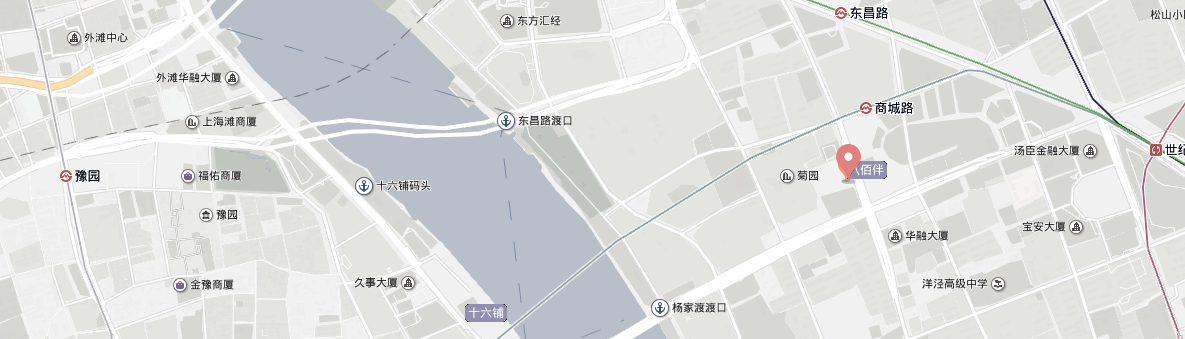 东昌路
松山小
东方汇经
外滩中心
外滩华融大厦
商城路
上海滩商厦
东昌路渡口
汤臣金融大厦
世纪
豫园
福佑商厦
十六铺码头
菊园
八佰伴
豫园
宝安大厦
华融大厦
金豫商厦
久事大厦
洋泾高级中学
十六铺
杨家渡渡口